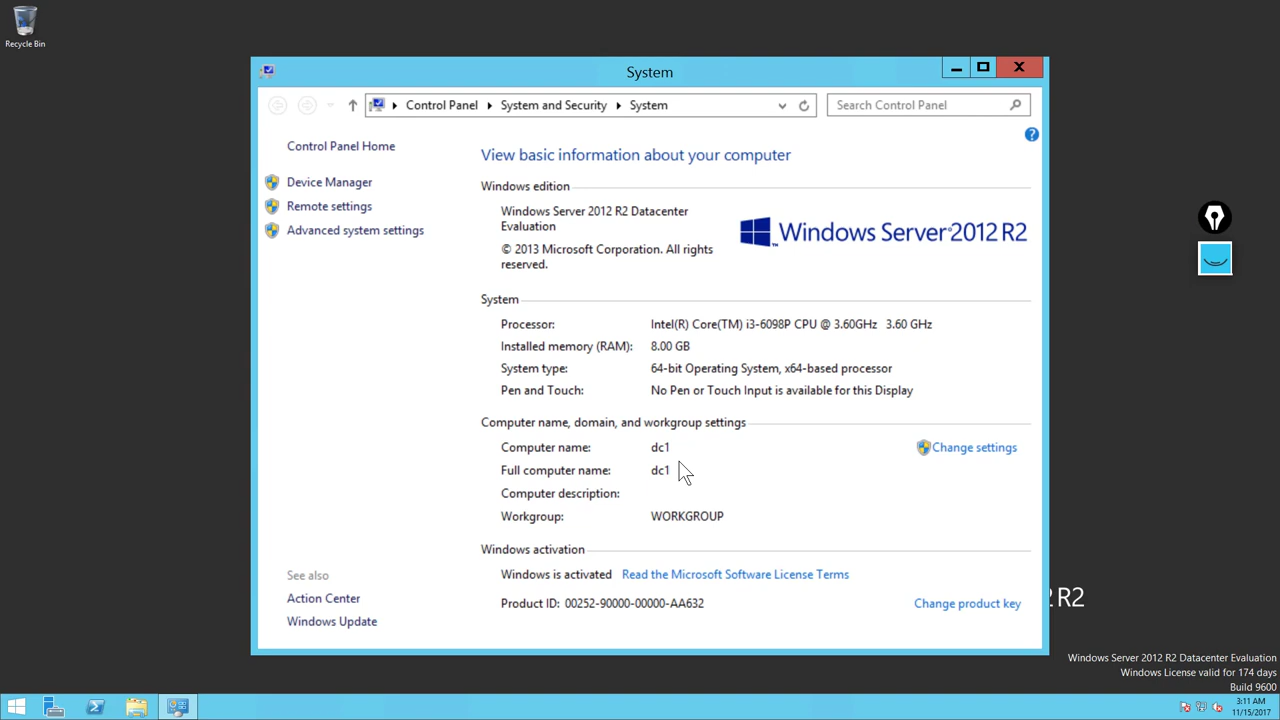 Recycle Bin
System
Control Panel
System and Security
System
Search Control Panel
Control Panel Home
Device Manager
Remote settings
Advanced system settings
View basic information about your computer
Windows edition
Windows Server 2012 R2 Datacenter
Evaluation
© 2013 Microsoft Corporation. All rights
reserved.
Windows Server 2012 R2
System
Processor: Intel(R) Core(TM) i3-6098P CPU @ 3.60GHz 3.60 GHz
Installed memory (RAM): 8.00 GB
System type: 64-bit Operating System, x64-based processor
Pen and Touch: No Pen or Touch Input is available for this Display
Computer name, domain, and workgroup settings
Computer name: dc1 Change settings
Full computer name: dc1
Computer description:
Workgroup: WORKGROUP
Windows activation
Windows is activated Read the Microsoft Software License Terms
Product ID: 00252-90000-00000-AA632 Change product key
See also
Action Center
Windows Update
R2
Windows Server 2012 R2 Datacenter Evaluation
Windows License valid for 174 days
Build 9600
3:11 AM
11/15/2017